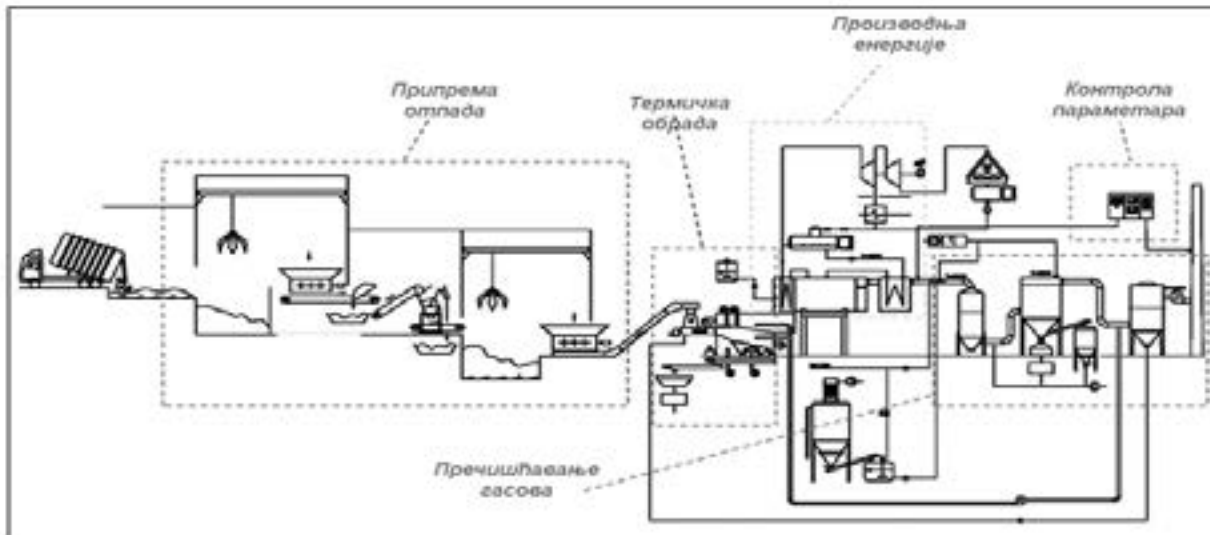 Производња
енергије
Припрема
отпада
Термичка
обрада
Контрола
параметара
Пречишћавање
гасова